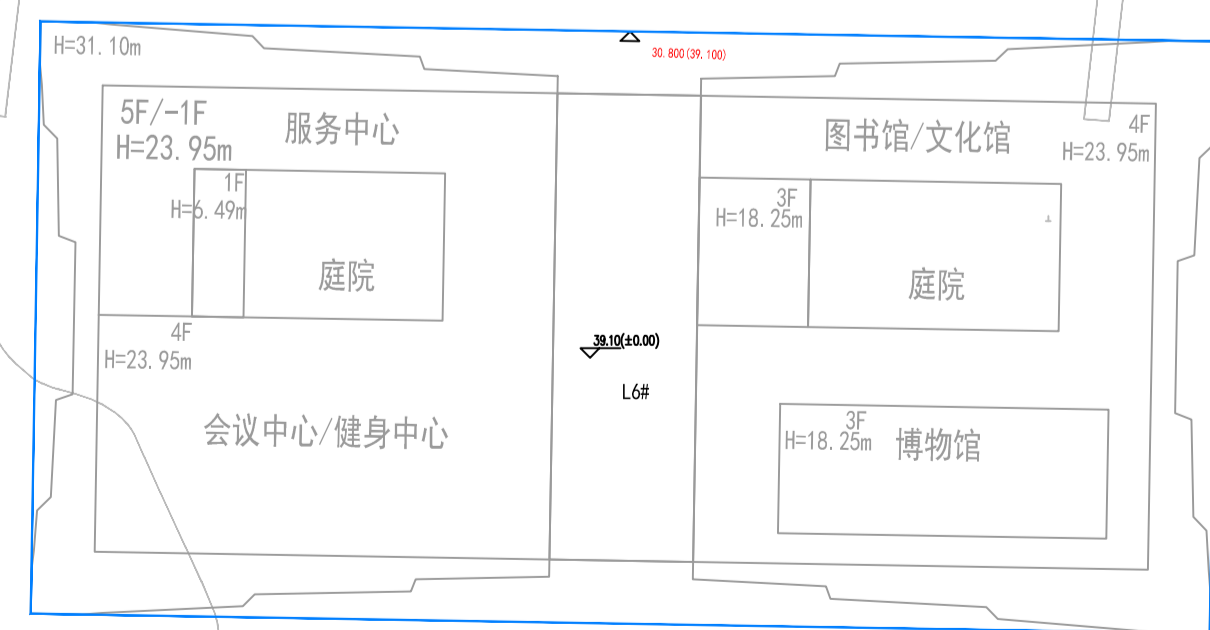 H=31.10m
30.800(39.100)
5F/-1F
H=23.95m
服务中心
图书馆/文化馆
4F
H=23.95m
1F
H=6.49m
3F
H=18.25m
庭院
庭院
4F
H=23.95m
39.10(±0.00)
L6#
会议中心/健身中心
3F
H=18.25m
博物馆